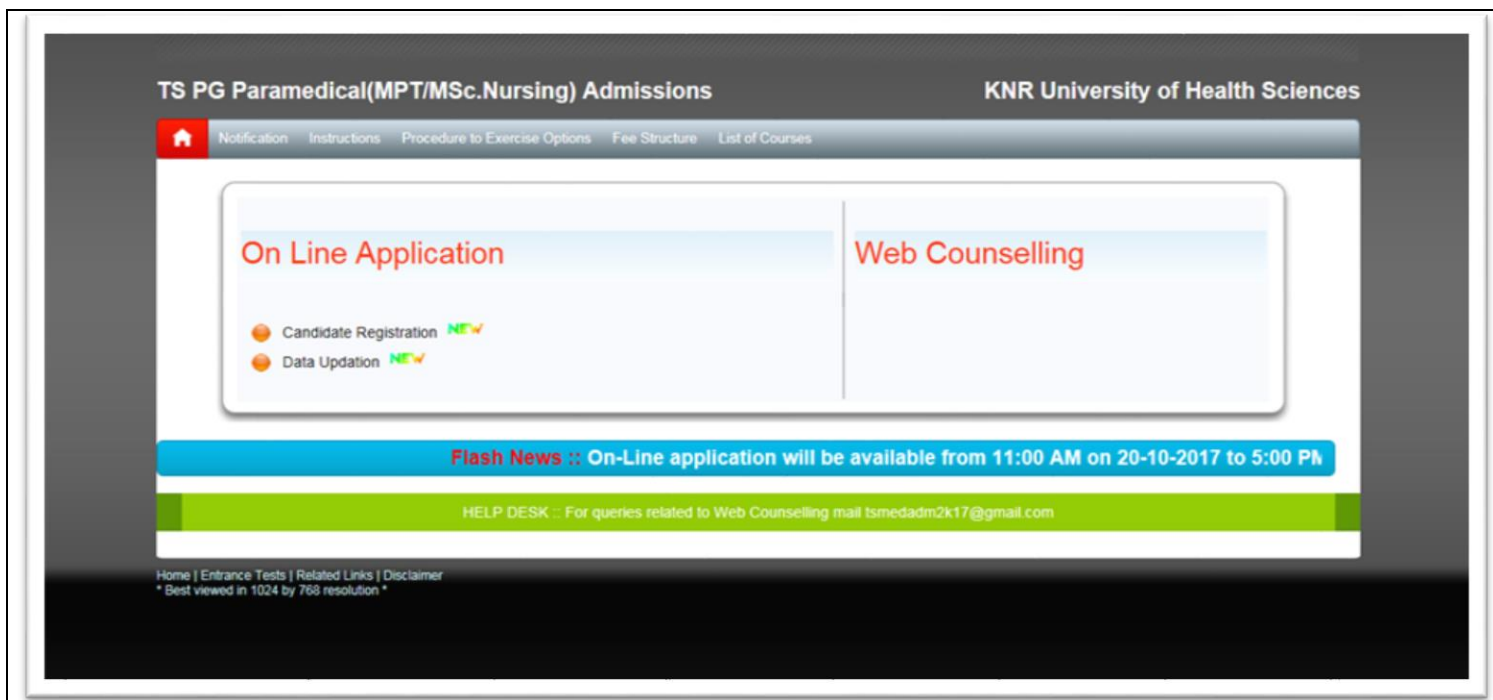 TS PG Paramedical(MPT/MSc.Nursing) Admissions KNR University of Health Sciences
Notification Instructions Procedure to Exercise Options Fee Structure List of Courses
On Line Application
Candidate Registration NEW
Data Updation NEW
Web Counselling
Flash News :: On-Line application will be available from 11:00 AM on 20-10-2017 to 5:00 PM
HELP DESK :: For queries related to Web Counselling mail tsmedadm2k17@gmail.com
Home | Entrance Tests | Related Links | Disclaimer
* Best viewed in 1024 by 768 resolution *